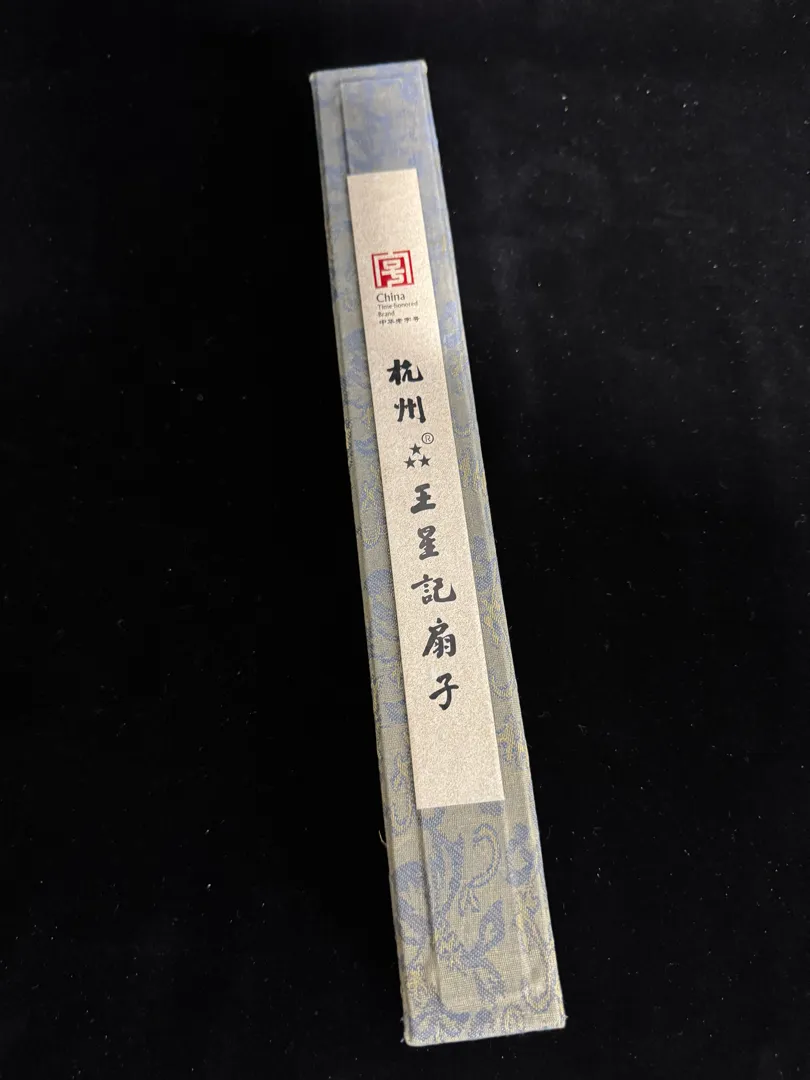 China
Time-honored
Brand
中华老字号
杭州
®
王星記扇子